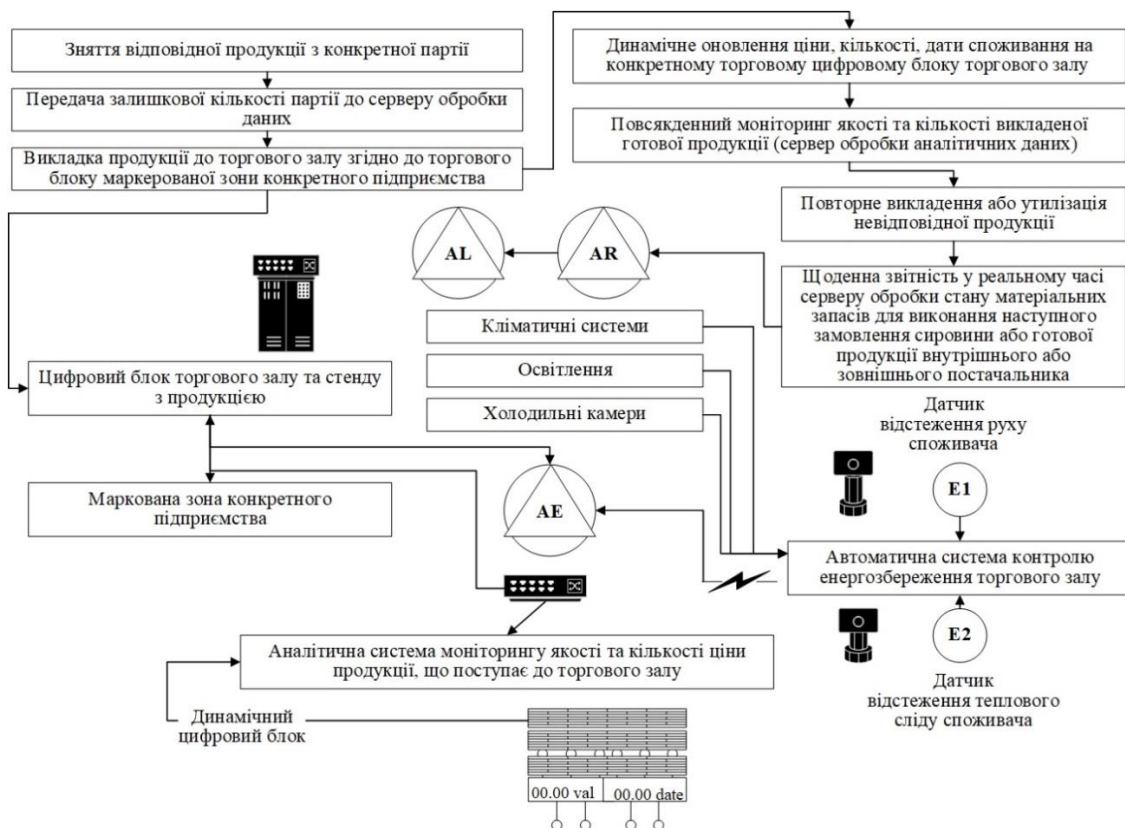 Зняття відповідної продукції з конкретної партії
Передача залишкової кількості партії до серверу обробки
даних
Викладка продукції до торгового залу згідно до торгового
блоку маркерованої зони конкретного підприємства
Динамічне оновлення ціни, кількості, дати споживання на
конкретному торговому цифровому блоку торгового залу
Повсякденний моніторинг якості та кількості викладеної
готової продукції (сервер обробки аналітичних даних)
Повторне викладення або утилізація
невідповідної продукції
AL
AR
Щоденна звітність у реальному часі
серверу обробки стану матеріальних
запасів для виконання наступного
замовлення сировини або готової
продукції внутрішнього або
зовнішнього постачальника
Кліматичні системи
Освітлення
Холодильні камери
Цифровий блок торгового залу та стенду
з продукцією
Маркована зона конкретного
підприємства
AE
Датчик
відстеження руху
споживача
E1
Автоматична система контролю
енергозбереження торгового залу
E2
Датчик
відстеження теплового
сліду споживача
Аналітична система моніторингу якості та кількості ціни
продукції, що поступає до торгового залу
Динамічний
цифровий блок
00.00 val
00.00 date